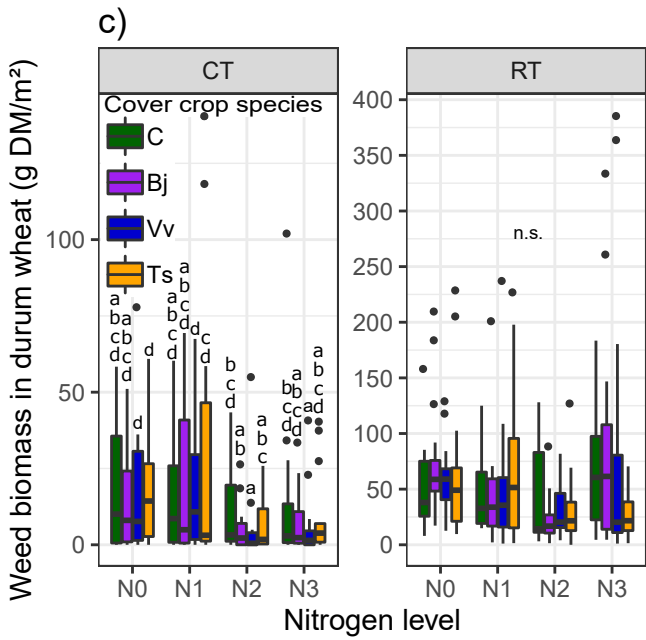 c)
CT
RT
Weed biomass in durum wheat (g DM/m²)
Cover crop species
C
Bj
Vv
Ts
100
50
0
400
350
300
250
200
150
100
50
0
n.s.
a
b
c
d
a
b
c
d
d
d
a
b
c
d
a
b
c
d
d
c
d
b
c
d
a
b
a
a
b
c
b
c
d
b
c
d
a
a
b
c
d
N0
N1
N2
N3
N0
N1
N2
N3
Nitrogen level